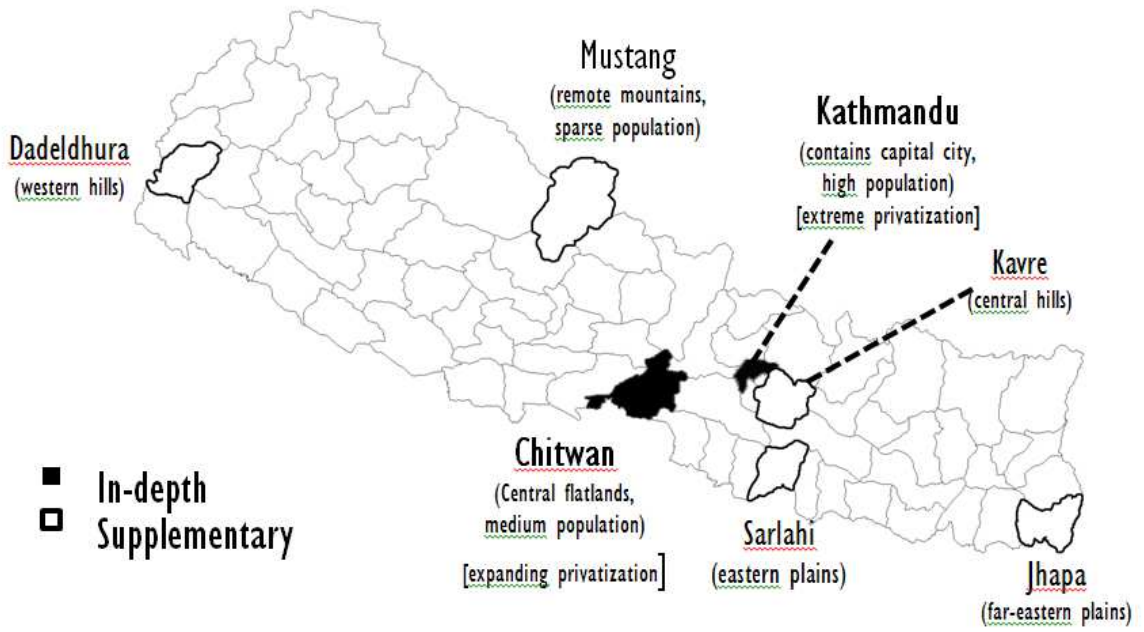 Mustang
(remote mountains,
sparse population)
Kathmandu
(contains capital city,
high population)
[extreme privatization]
Dadeldhura
(western hills)
Kavre
(central hills)
Chitwan
(Central flatlands,
medium population)
[expanding privatization]
In-depth
Supplementary
Sarlahi
(eastern plains)
Jhapa
(far-eastern plains)